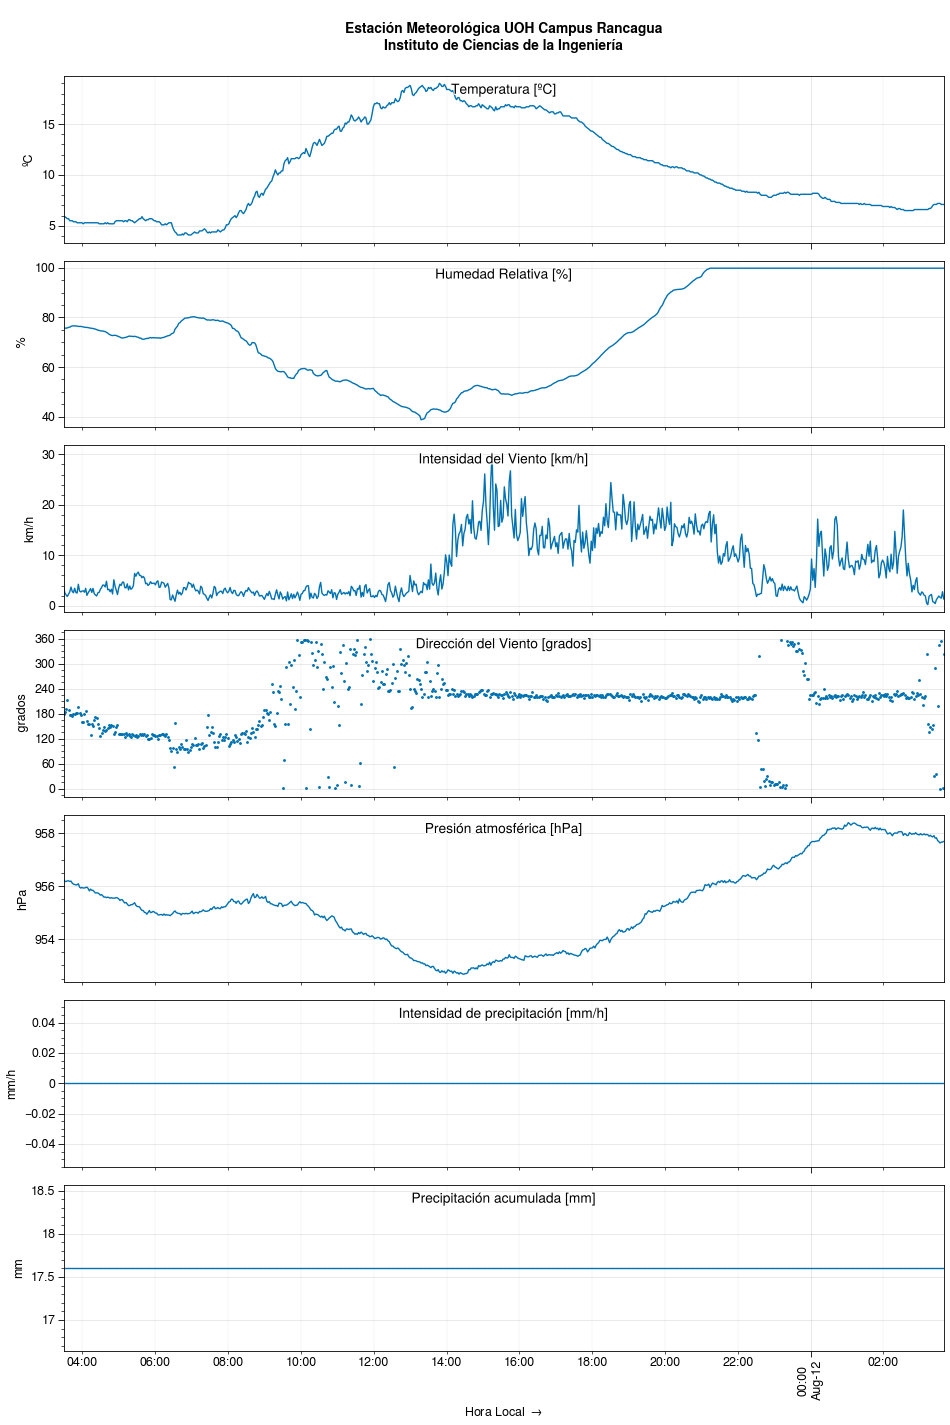 Estación Meteorológica UOH Campus Rancagua
Instituto de Ciencias de la Ingeniería
Temperatura [ºC]
15
10
5
ºC
Humedad Relativa [%]
100
80
60
40
%
Intensidad del Viento [km/h]
30
20
10
0
km/h
Dirección del Viento [grados]
360
300
240
180
120
60
0
grados
Presión atmosférica [hPa]
958
956
954
hPa
Intensidad de precipitación [mm/h]
0.04
0.02
0
−0.02
−0.04
mm/h
Precipitación acumulada [mm]
18.5
18
17.5
17
mm
04:00 06:00 08:00 10:00 12:00 14:00 16:00 18:00 20:00 22:00 00:00 02:00
Aug-12
Hora Local →